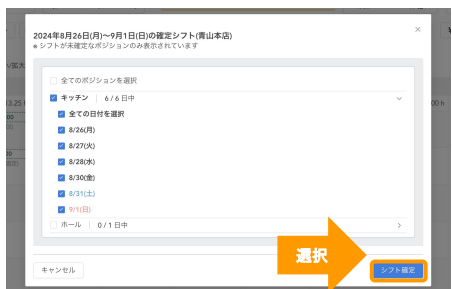 2024年8月26日(月)~9月1日(日)の確定シフト(青山本店)
※シフトが未確定なポジションのみ表示されています
全てのポジションを選択
キッチン | 6 / 6 日中
全ての日付を選択
8/26(月)
8/27(火)
8/28(水)
8/30(金)
8/31(土)
9/1(日)
ホール | 0 / 1 日中
選択
キャンセル
シフト確定